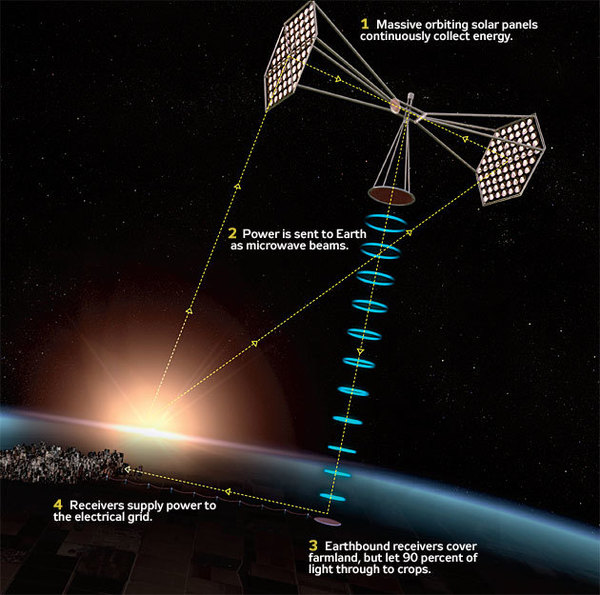 1 Massive orbiting solar panels
continuously collect energy.
2 Power is sent to Earth
as microwave beams.
4 Receivers supply power to
the electrical grid.
3 Earthbound receivers cover
farmland, but let 90 percent of
light through to crops.